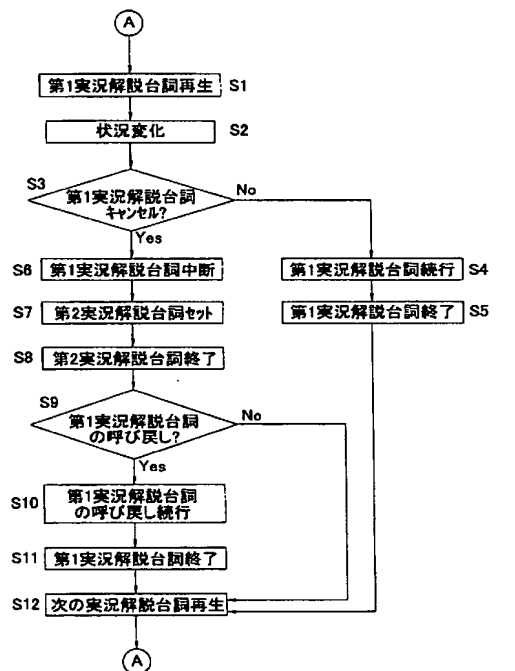 A
第1実況解説台詞再生 S1
状況変化 S2
S3
第1実況解説台詞
キャンセル?
No
Yes
S6 第1実況解説台詞中断
第1実況解説台詞続行 S4
S7 第2実況解説台詞セット
第1実況解説台詞終了 S5
S8 第2実況解説台詞終了
S9
第1実況解説台詞
の呼び戻し?
No
Yes
S10
第1実況解説台詞
の呼び戻し続行
S11 第1実況解説台詞終了
S12 次の実況解説台詞再生
A